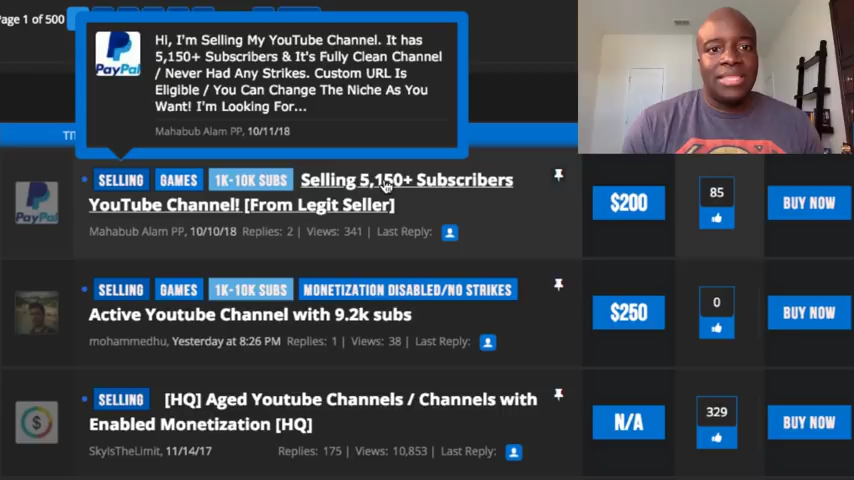 Page 1 of 500
Hi, I'm Selling My YouTube Channel. It has
5,150+ Subscribers & It's Fully Clean Channel
/ Never Had Any Strikes. Custom URL Is
Eligible / You Can Change The Niche As You
Want! I'm Looking For...
PayPal
Mahabub Alam PP, 10/11/18
SELLING GAMES 1K-10K SUBS Selling 5,150+ Subscribers
YouTube Channel! [From Legit Seller]
PayPal
Mahabub Alam PP, 10/10/18 Replies: 2 | Views: 341 | Last Reply:
$200
85
BUY NOW
SELLING GAMES 1K-10K SUBS MONETIZATION DISABLED/NO STRIKES
Active Youtube Channel with 9.2k subs
mohammedhu, Yesterday at 8:26 PM Replies: 1 | Views: 38 | Last Reply:
$250
0
BUY NOW
SELLING [HQ] Aged Youtube Channels / Channels with
Enabled Monetization [HQ]
SkyIsTheLimit, 11/14/17 Replies: 175 | Views: 10,853 | Last Reply:
N/A
329
BUY NOW